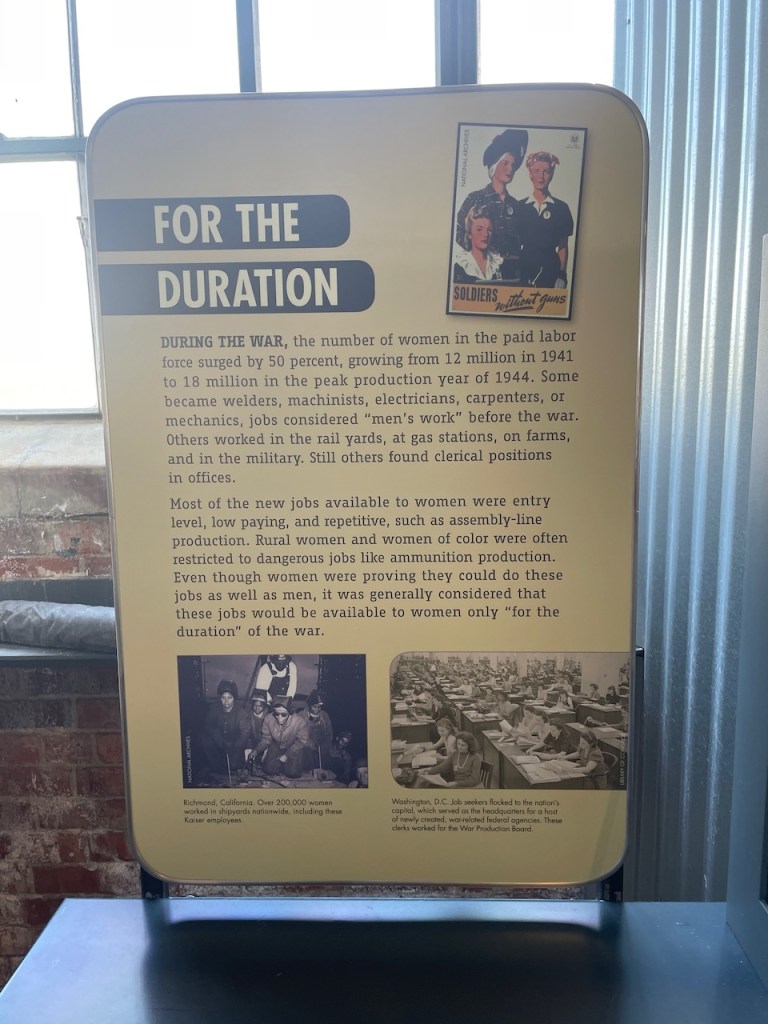 NATIONAL ARCHIVES
SOLDIERS
without guns
FOR THE
DURATION
DURING THE WAR, the number of women in the paid labor
force surged by 50 percent, growing from 12 million in 1941
to 18 million in the peak production year of 1944. Some
became welders, machinists, electricians, carpenters, or
mechanics, jobs considered “men’s work” before the war.
Others worked in the rail yards, at gas stations, on farms,
and in the military. Still others found clerical positions
in offices.
Most of the new jobs available to women were entry
level, low paying, and repetitive, such as assembly-line
production. Rural women and women of color were often
restricted to dangerous jobs like ammunition production.
Even though women were proving they could do these
jobs as well as men, it was generally considered that
these jobs would be available to women only “for the
duration” of the war.
NATIONAL ARCHIVES
Richmond, California. Over 200,000 women
worked in shipyards nationwide, including these
Kaiser employees.
Washington, D.C. Job seekers flocked to the nation’s
capital, which served as the headquarters for a host
of newly created, war-related federal agencies. These
clerks worked for the War Production Board.